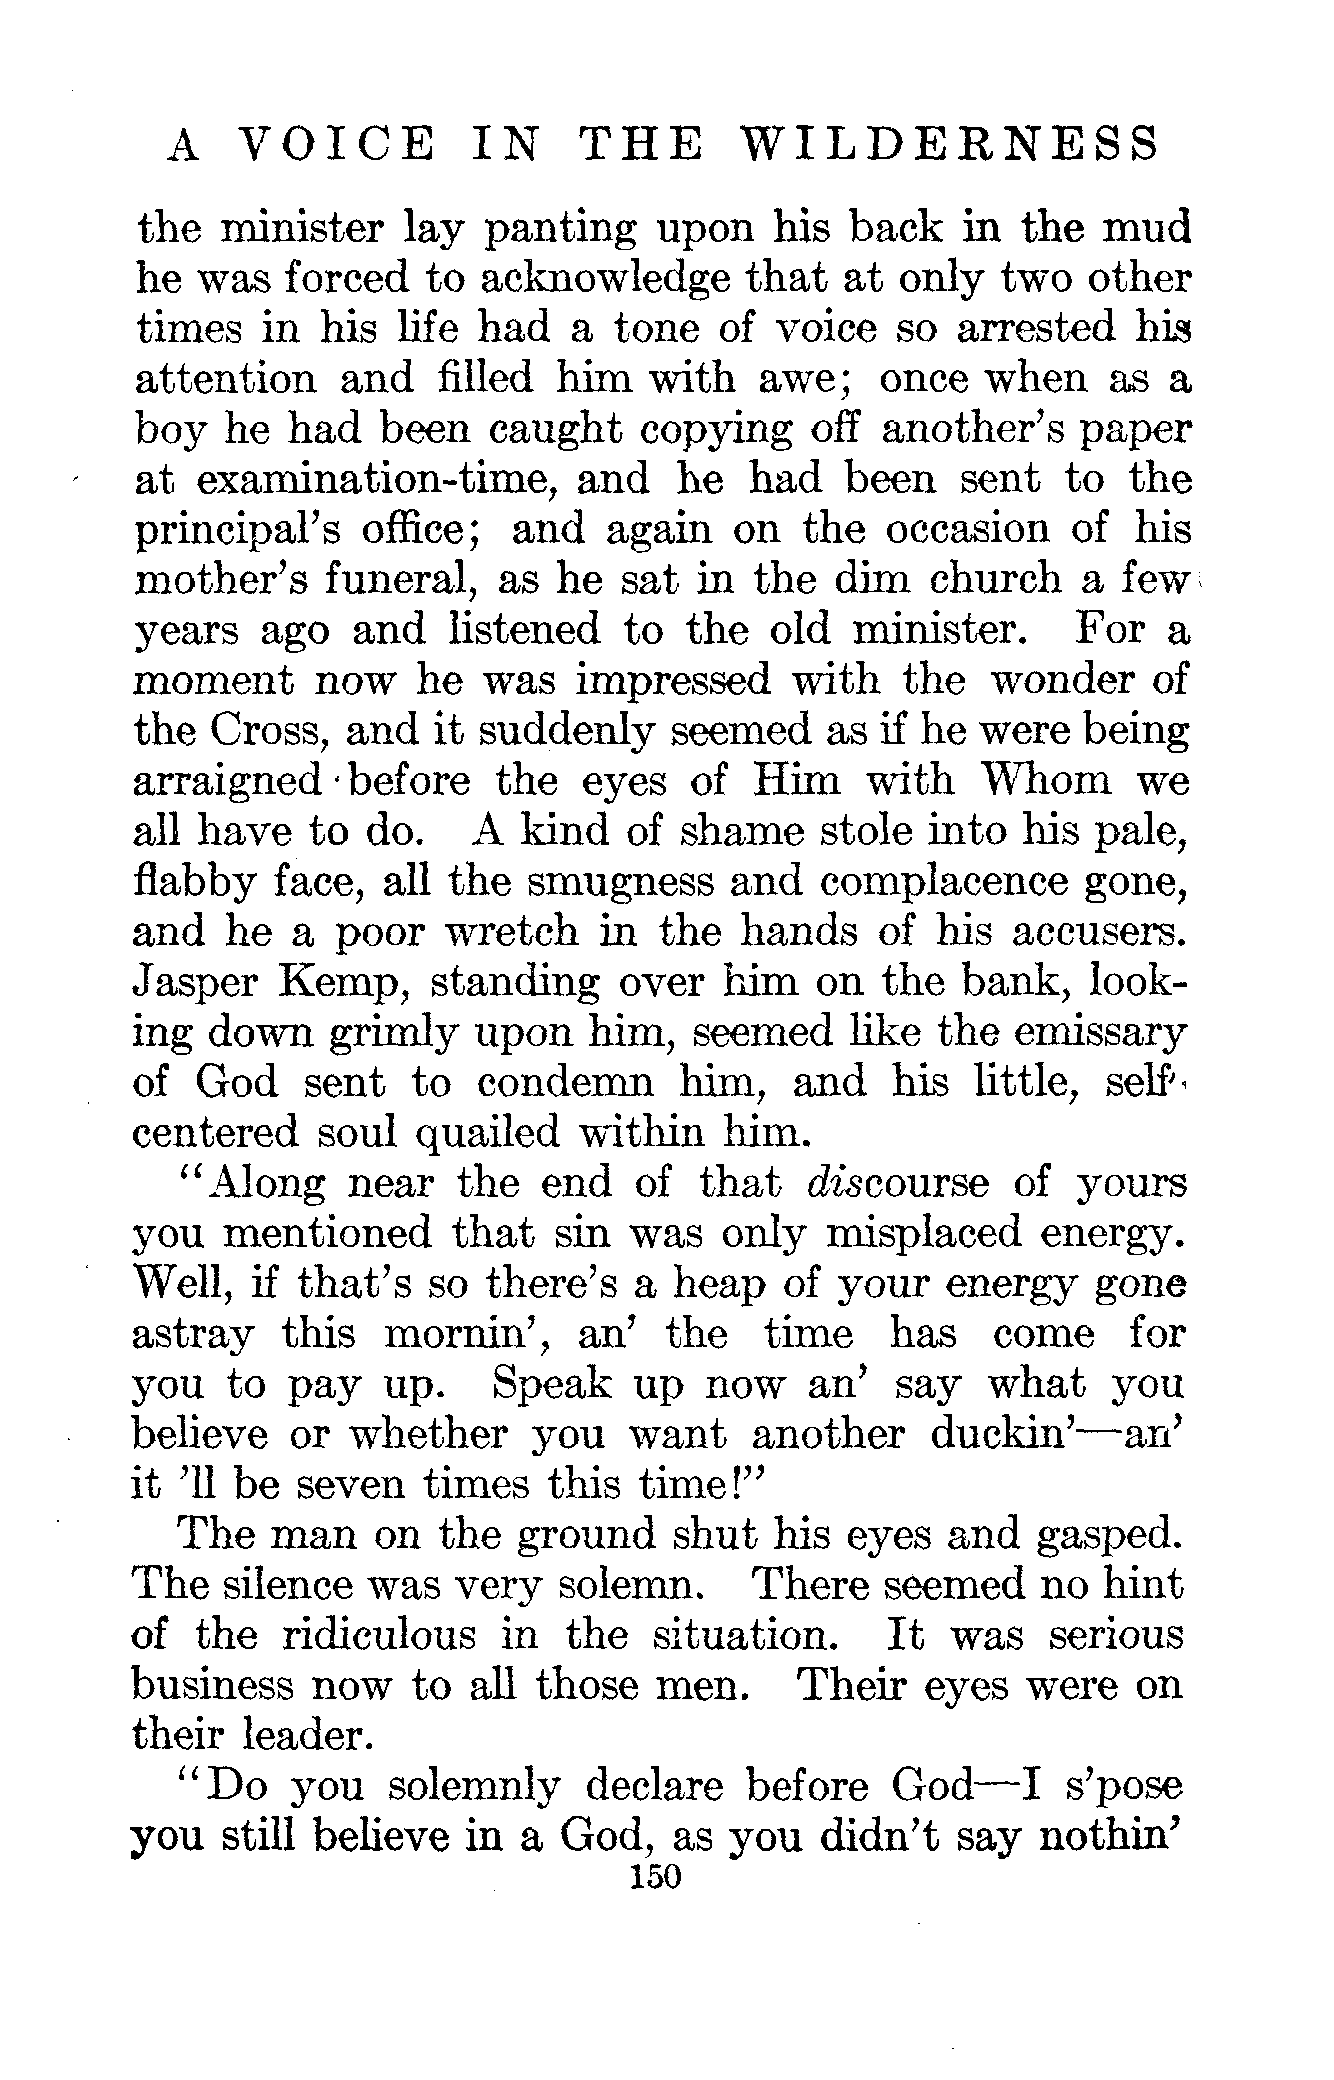 A VOICE IN THE WILDERNESS
the minister lay panting upon his back in the mud
he was forced to acknowledge that at only two other
times in his life had a tone of voice so arrested his
attention and filled him with awe; once when as a
boy he had been caught copying off another's paper
at examination-time, and he had been sent to the
principal's office; and again on the occasion of his
mother's funeral, as he sat in the dim church a few
years ago and listened to the old minister. For a
moment now he was impressed with the wonder of
the Cross, and it suddenly seemed as if he were being
arraigned before the eyes of Him with Whom we
all have to do. A kind of shame stole into his pale,
flabby face, all the smugness and complacence gone,
and he a poor wretch in the hands of his accusers.
Jasper Kemp, standing over him on the bank, look-
ing down grimly upon him, seemed like the emissary
of God sent to condemn him, and his little, self-
centered soul quailed within him.
"Along near the end of that discourse of yours
you mentioned that sin was only misplaced energy.
Well, if that's so there's a heap of your energy gone
astray this mornin', an' the time has come for
you to pay up. Speak up now an' say what you
believe or whether you want another duckin'—an'
it 'll be seven times this time!"
The man on the ground shut his eyes and gasped.
The silence was very solemn. There seemed no hint
of the ridiculous in the situation. It was serious
business now to all those men. Their eyes were on
their leader.
"Do you solemnly declare before God—I s'pose
you still believe in a God, as you didn't say nothin'
150